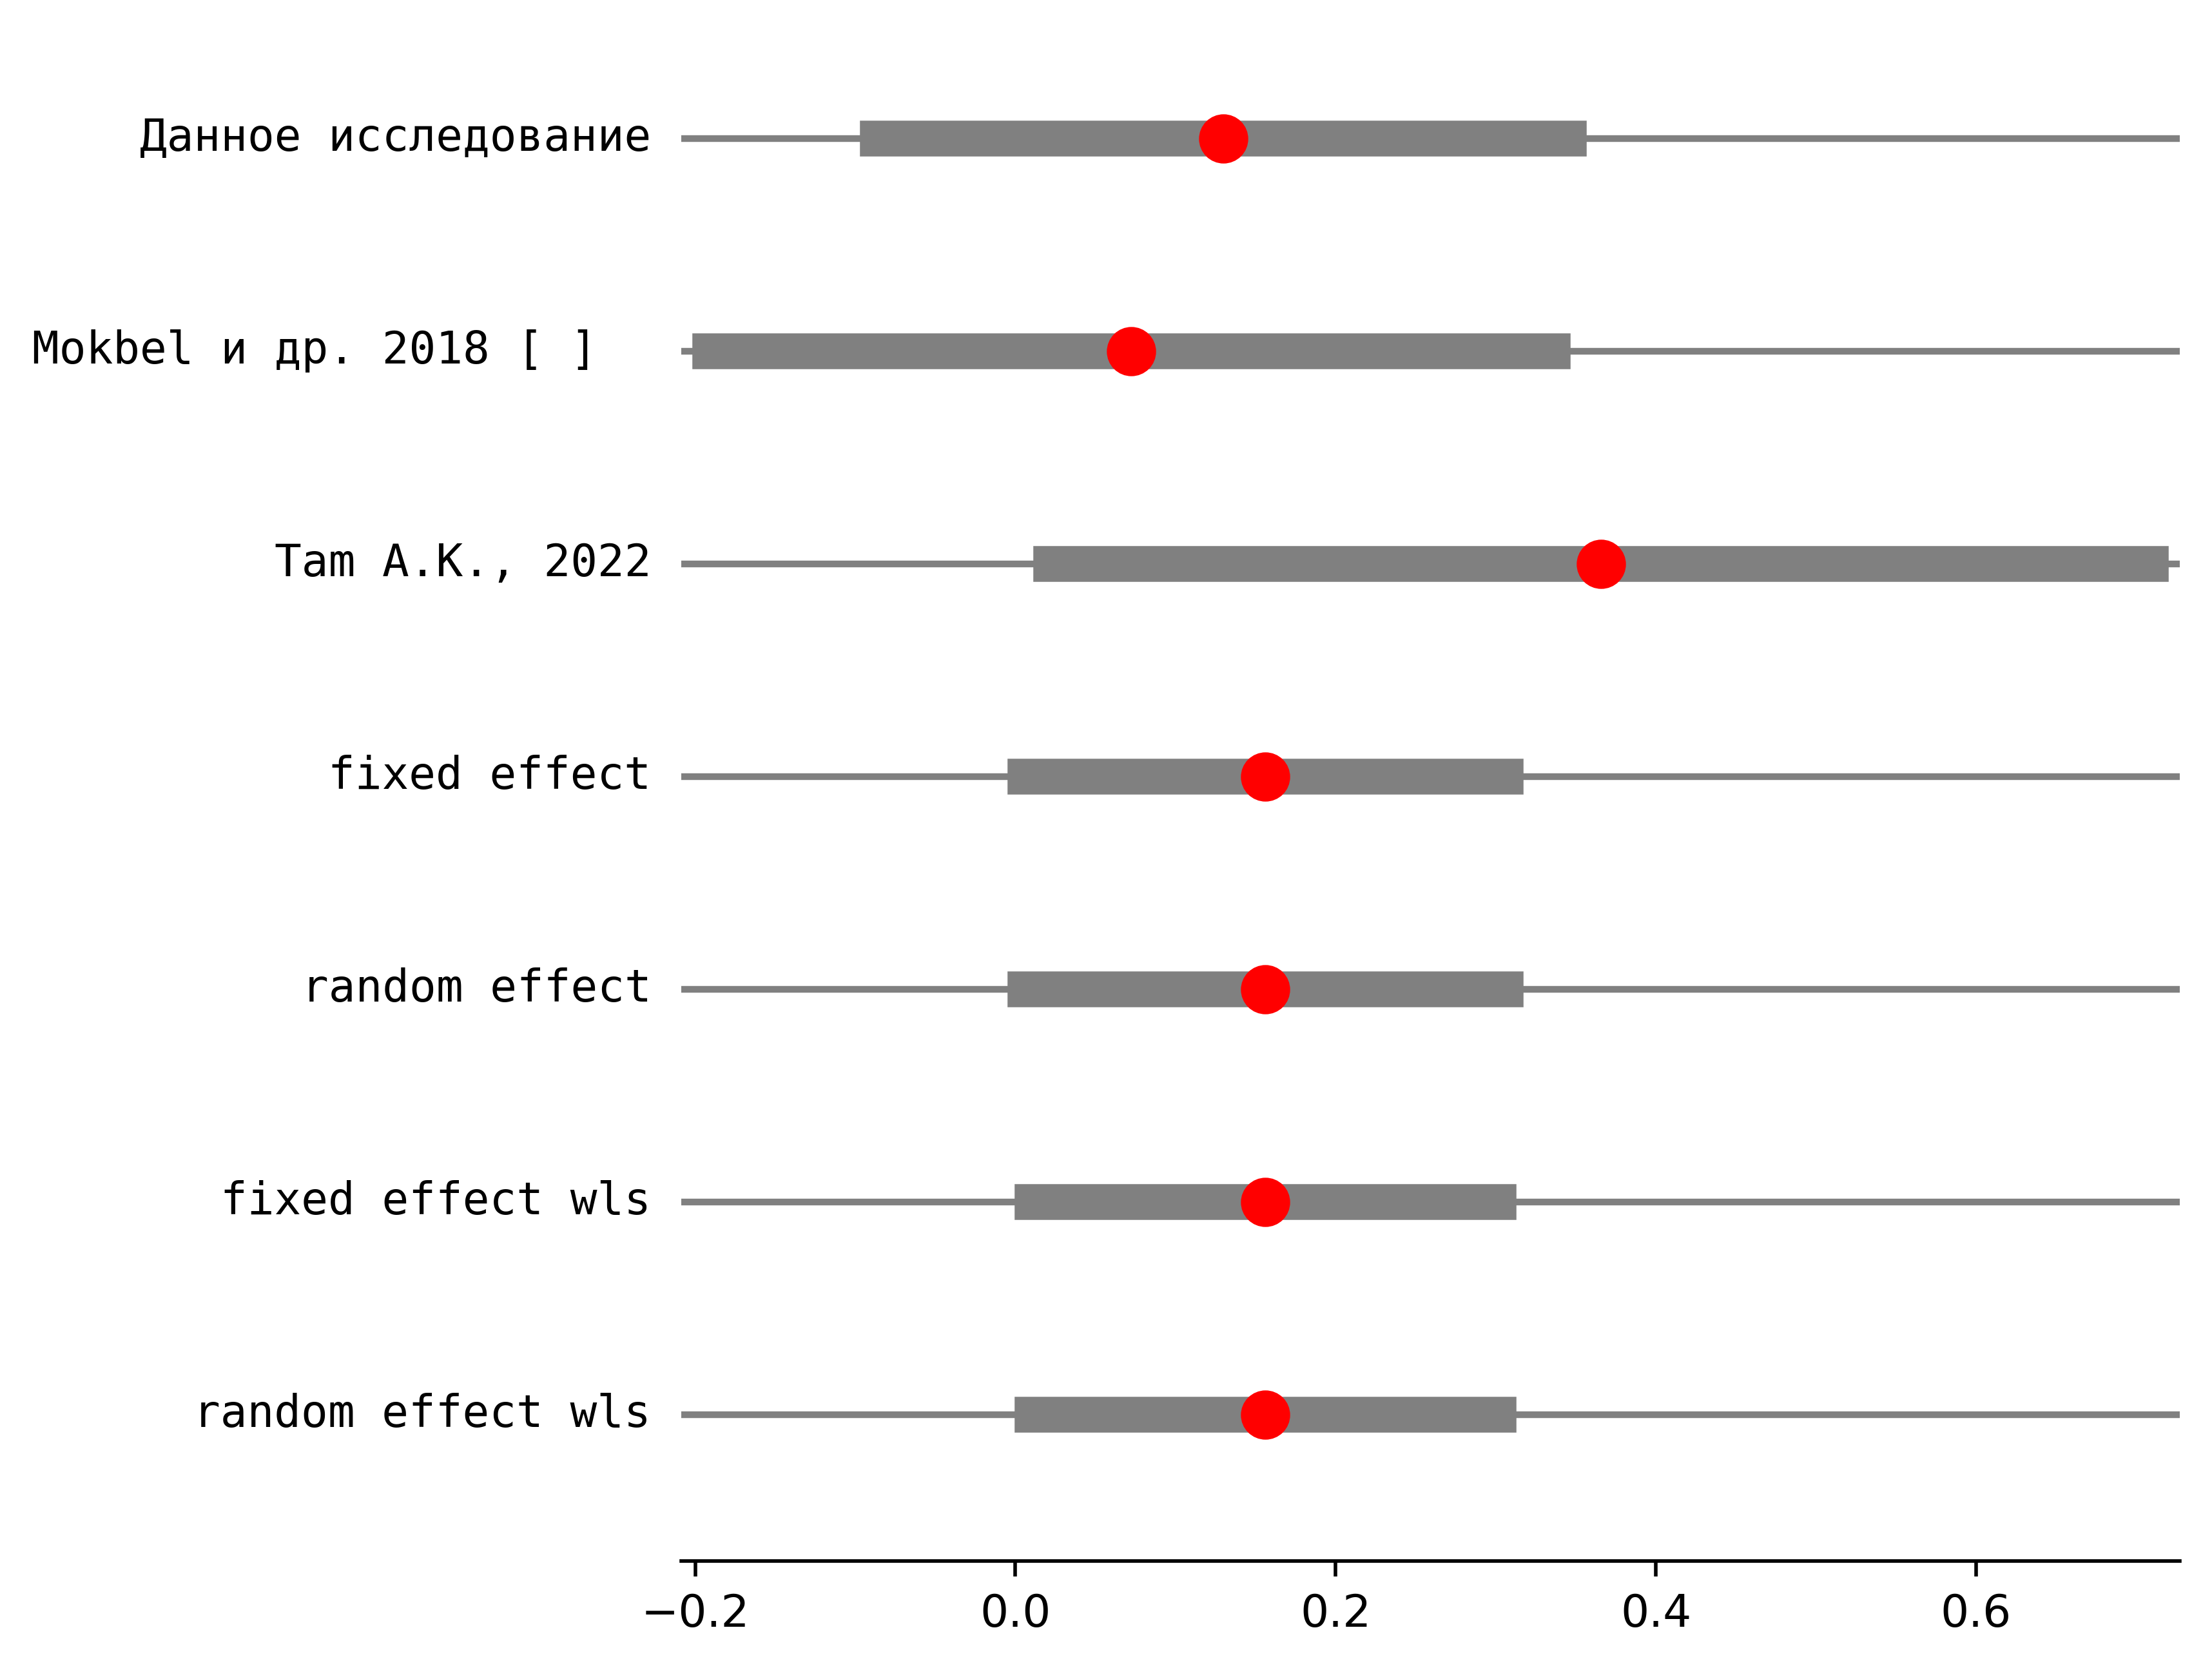 Данное исследование
Mokbel и др. 2018 [ ]
Tam A.K., 2022
fixed effect
random effect
fixed effect wls
random effect wls
−0.2 0.0 0.2 0.4 0.6